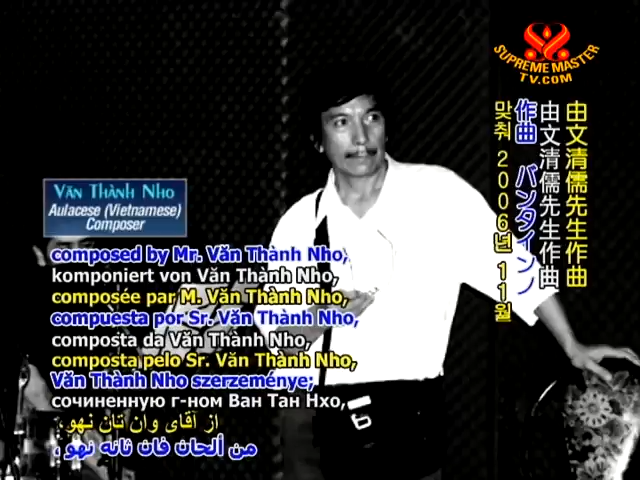 SUPREME MASTER
TV.COM
VĂN THÀNH NHO
Aulacese (Vietnamese)
Composer
composed by Mr. Văn Thành Nho,
komponiert von Văn Thành Nho,
composée par M. Văn Thành Nho,
compuesta por Sr. Văn Thành Nho,
composta da Văn Thành Nho,
composta pelo Sr. Văn Thành Nho,
Văn Thành Nho szerzeménye;
сочиненную г-ном Ван Тан Нхо,
از آقای وان تان نهو،
من ألحان فان ثانه نهو ،
由文清儒先生作曲
由文清儒先生作曲
作曲 バンタインノ
맞춰 2006년 11월